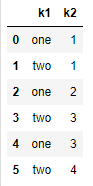 k1 k2
0 one 1
1 two 1
2 one 2
3 two 3
4 one 3
5 two 4